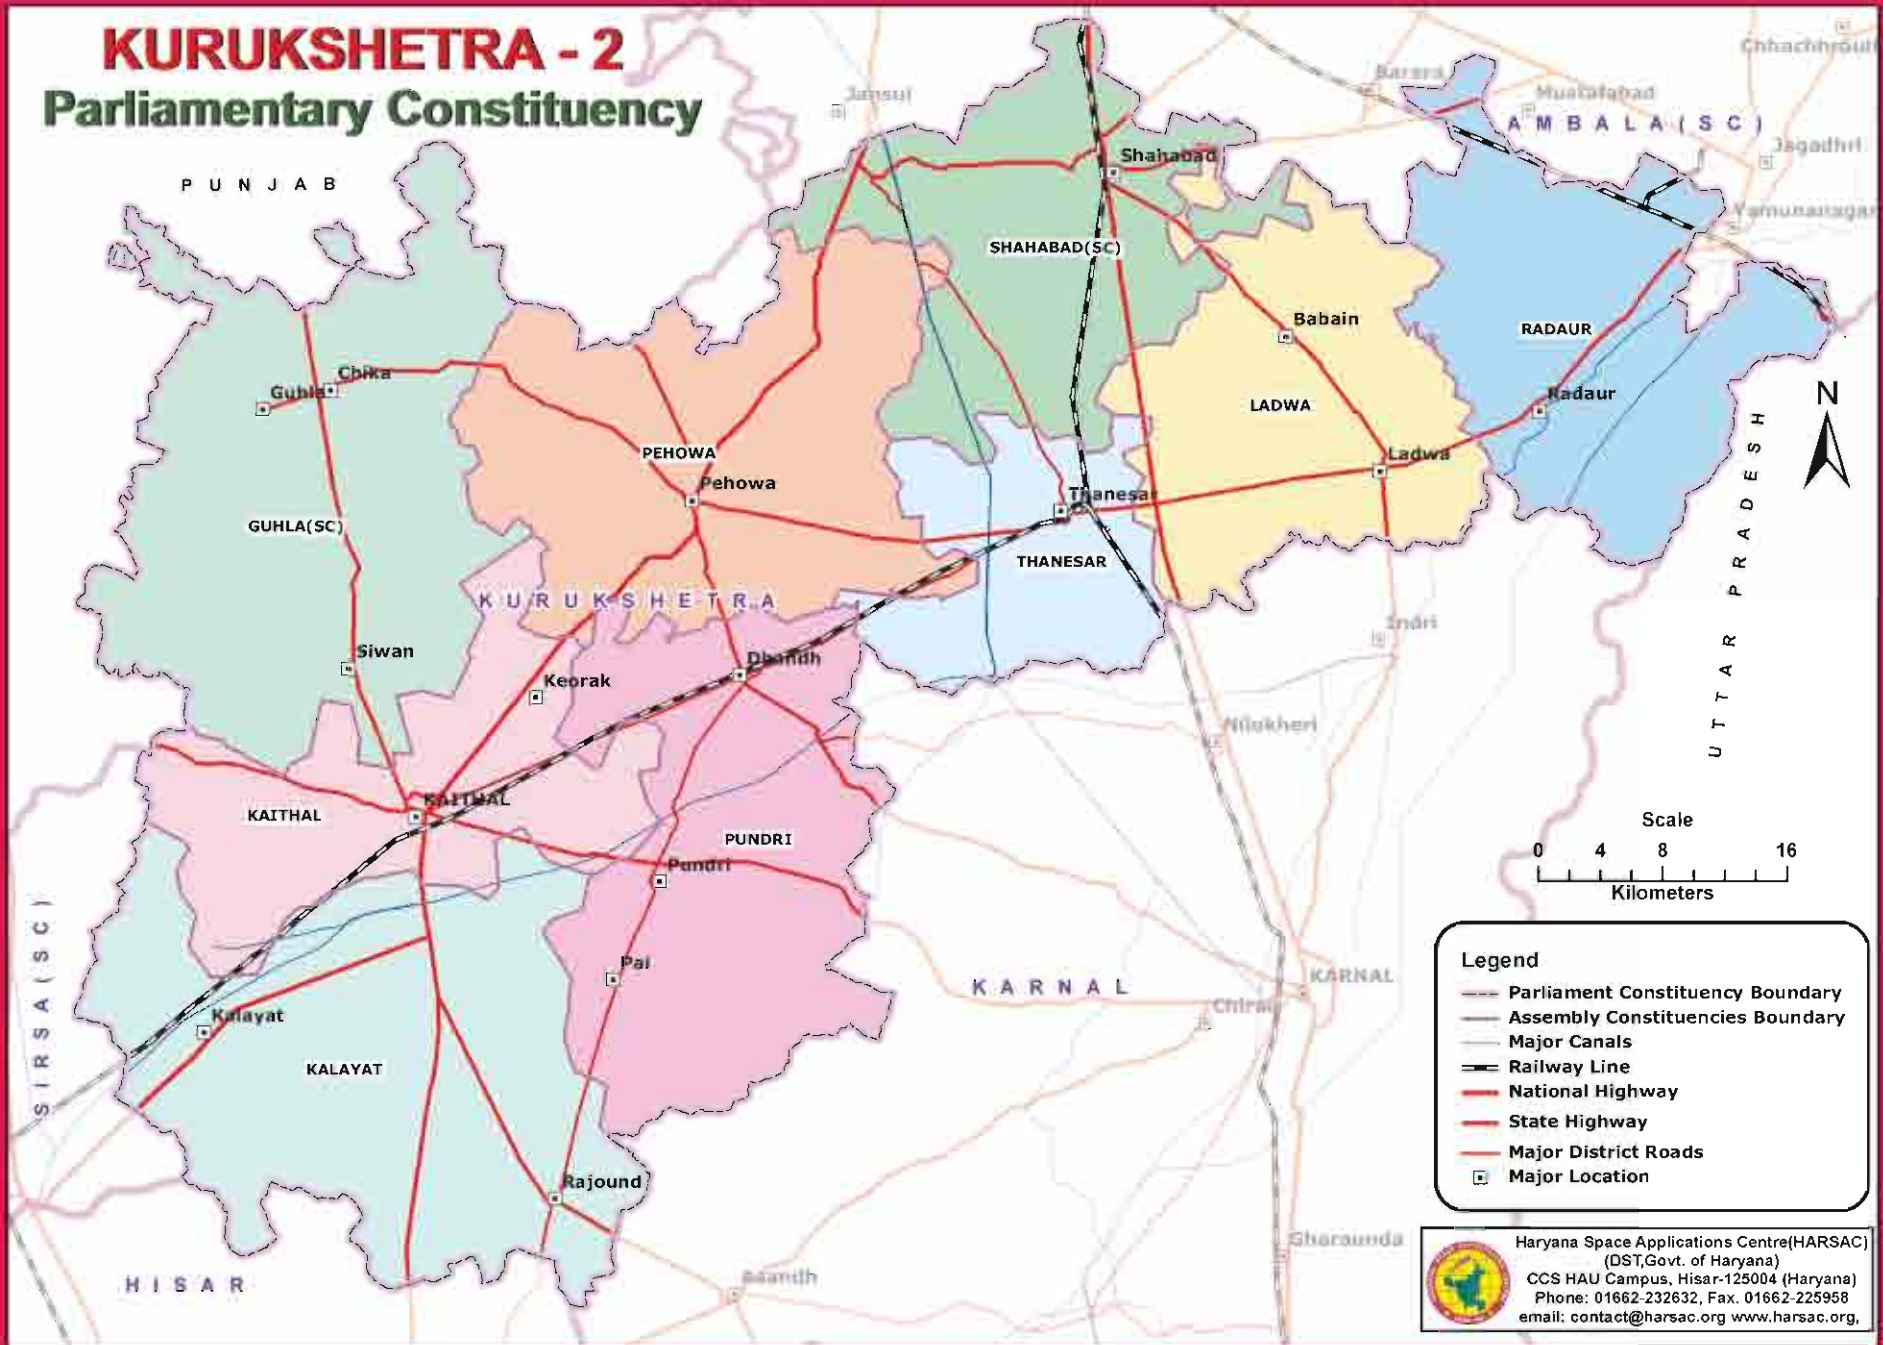 KURUKSHETRA - 2
Parliamentary Constituency
PUNJAB
Jansui
Barara
Mustafabad
Chhachhrouli
AMBALA(SC)
Jagadhri
Yamunanagar
Shahabad
SHAHABAD(SC)
Babain
RADAUR
Radaur
LADWA
Ladwa
Chika
Guhla
GUHLA(SC)
PEHOWA
Pehowa
Thanesar
THANESAR
KURUKSHETRA
Siwan
Keorak
Dhandh
Indri
Nilokheri
UTTAR PRADESH
N
KAITHAL
KAITHAL
PUNDRI
Pundri
Pai
KARNAL
KARNAL
Kalayat
KALAYAT
SIRSA(SC)
Rajound
HISAR
Gharaunda
Scale
0 4 8 16
Kilometers
Legend
Parliament Constituency Boundary
Assembly Constituencies Boundary
Major Canals
Railway Line
National Highway
State Highway
Major District Roads
Major Location
Haryana Space Applications Centre(HARSAC)
(DST,Govt. of Haryana)
CCS HAU Campus, Hisar-125004 (Haryana)
Phone: 01662-232632, Fax. 01662-225958
email: contact@harsac.org www.harsac.org,